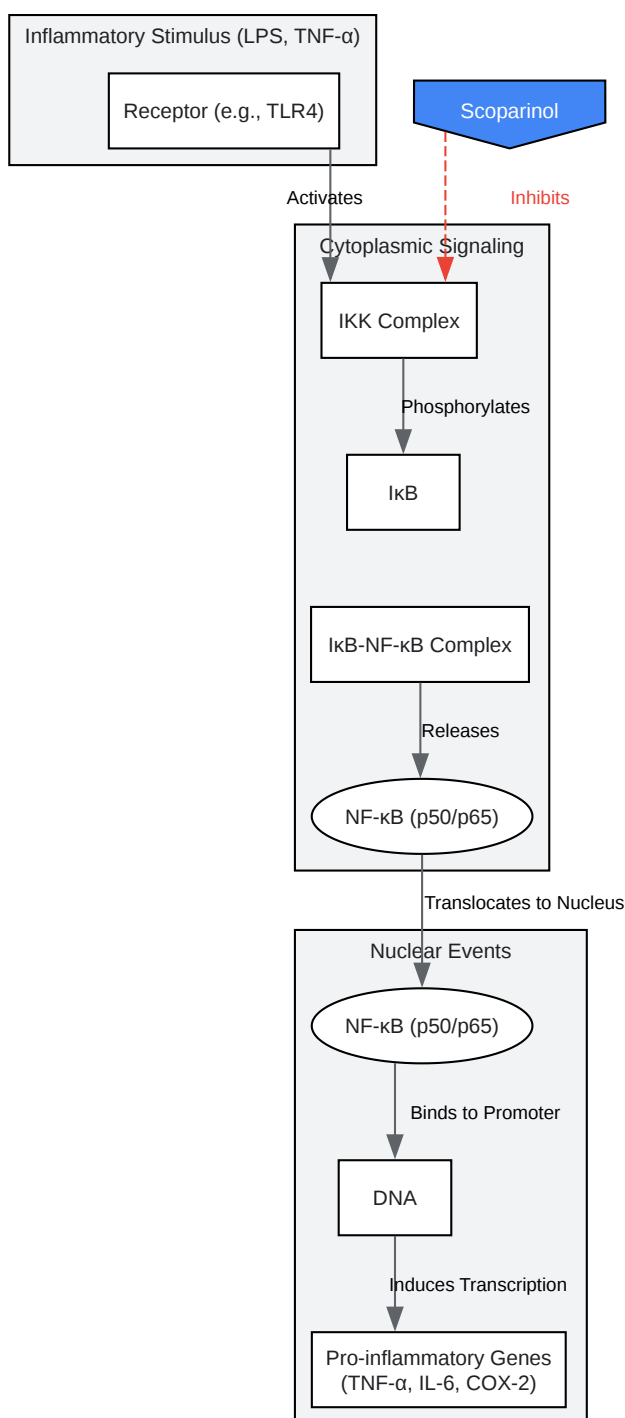 Inflammatory Stimulus (LPS, TNF-α)
Receptor (e.g., TLR4)
Scoparinol
Activates
Inhibits
Cytoplasmic Signaling
IKK Complex
Phosphorylates
IκB
IκB-NF-κB Complex
Releases
NF-κB (p50/p65)
Translocates to Nucleus
Nuclear Events
NF-κB (p50/p65)
Binds to Promoter
DNA
Induces Transcription
Pro-inflammatory Genes
(TNF-α, IL-6, COX-2)